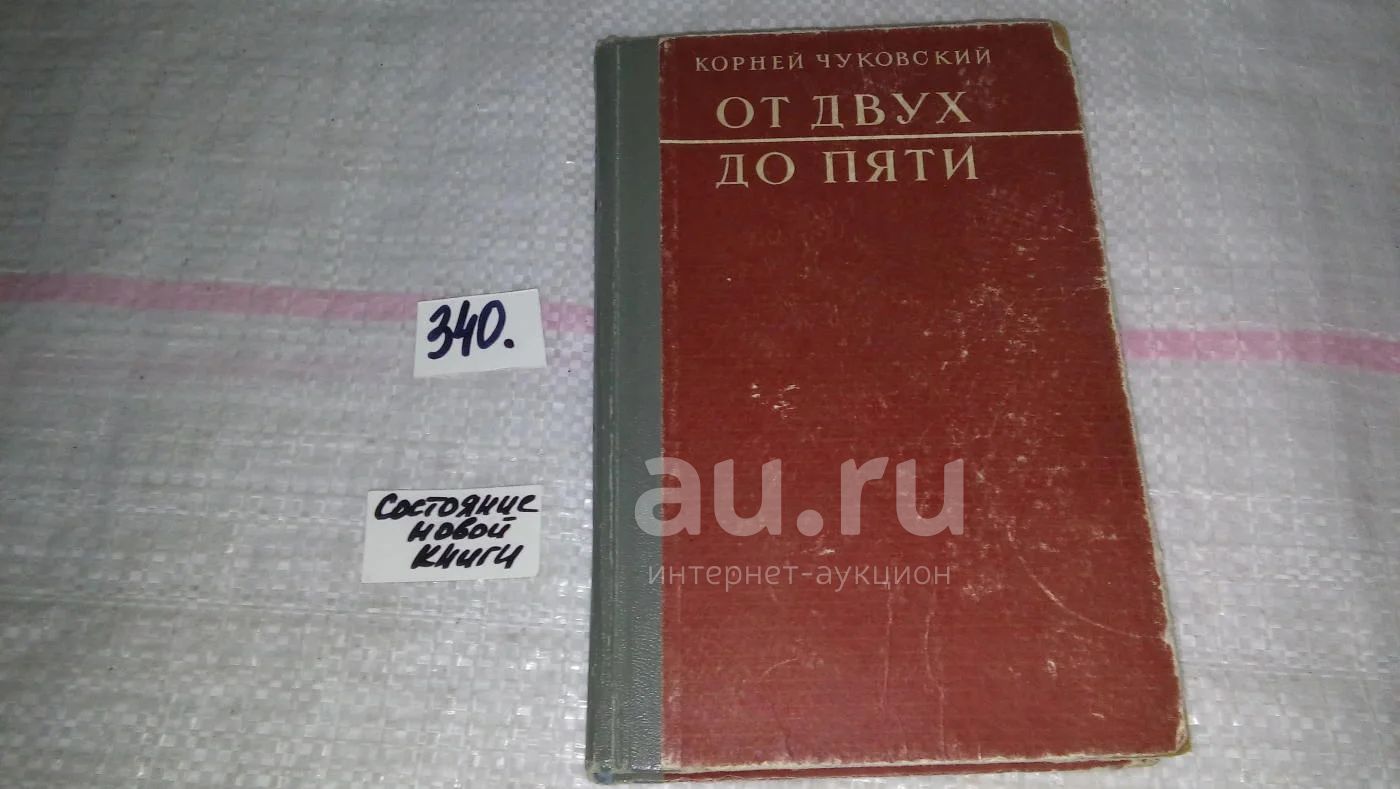 КОРНЕЙ ЧУКОВСКИЙ
ОТ ДВУХ
ДО ПЯТИ
340.
Состояние
новой
книги
au.ru
интернет-аукцион